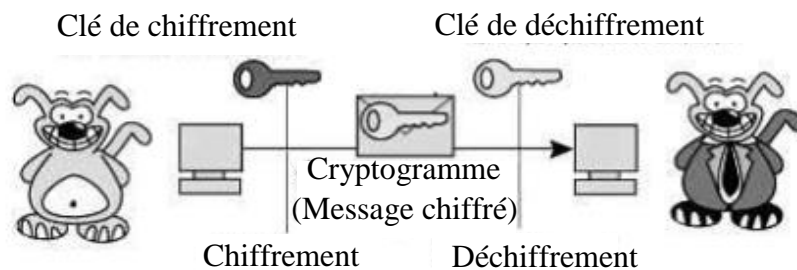 Clé de chiffrement
Clé de déchiffrement
Cryptogramme
(Message chiffré)
Chiffrement
Déchiffrement